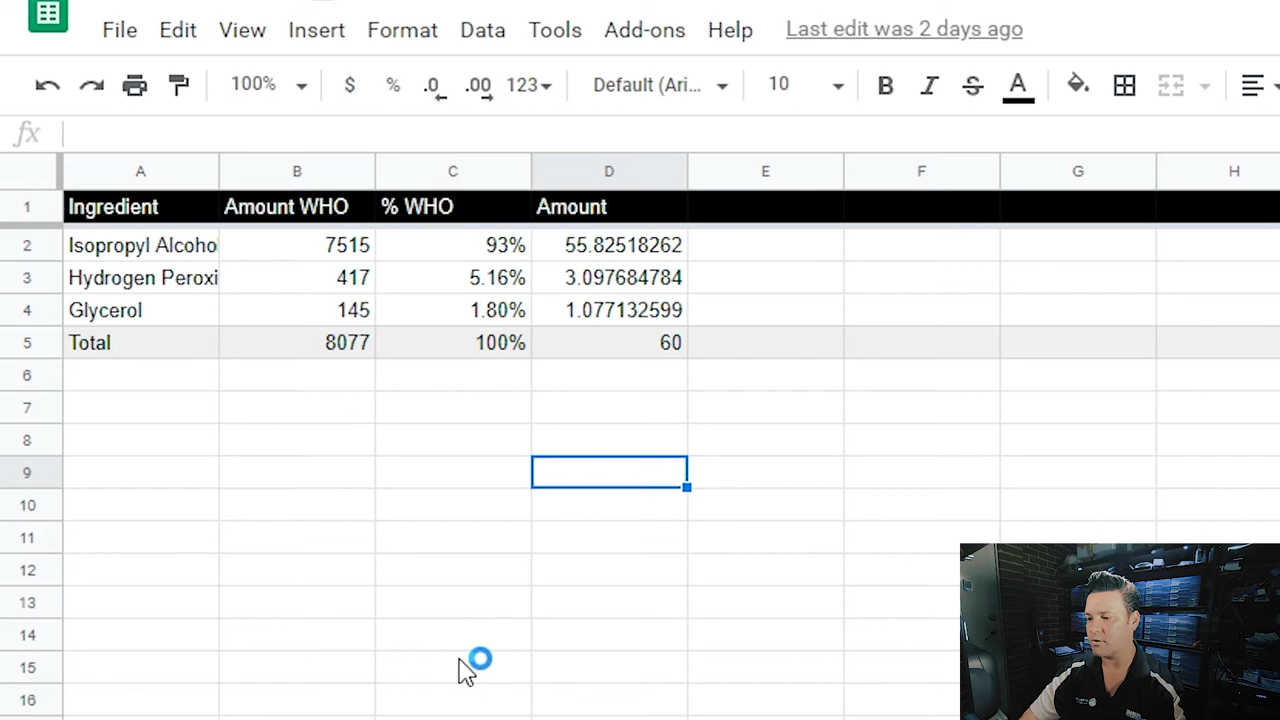 File Edit View Insert Format Data Tools Add-ons Help Last edit was 2 days ago
100% $ % .0 .00 123 Default (Ari... 10 B I S A
fx
A B C D E F G H
1 Ingredient Amount WHO % WHO Amount
2 Isopropyl Alcoho 7515 93% 55.82518262
3 Hydrogen Peroxi 417 5.16% 3.097684784
4 Glycerol 145 1.80% 1.077132599
5 Total 8077 100% 60
6
7
8
9
10
11
12
13
14
15
16